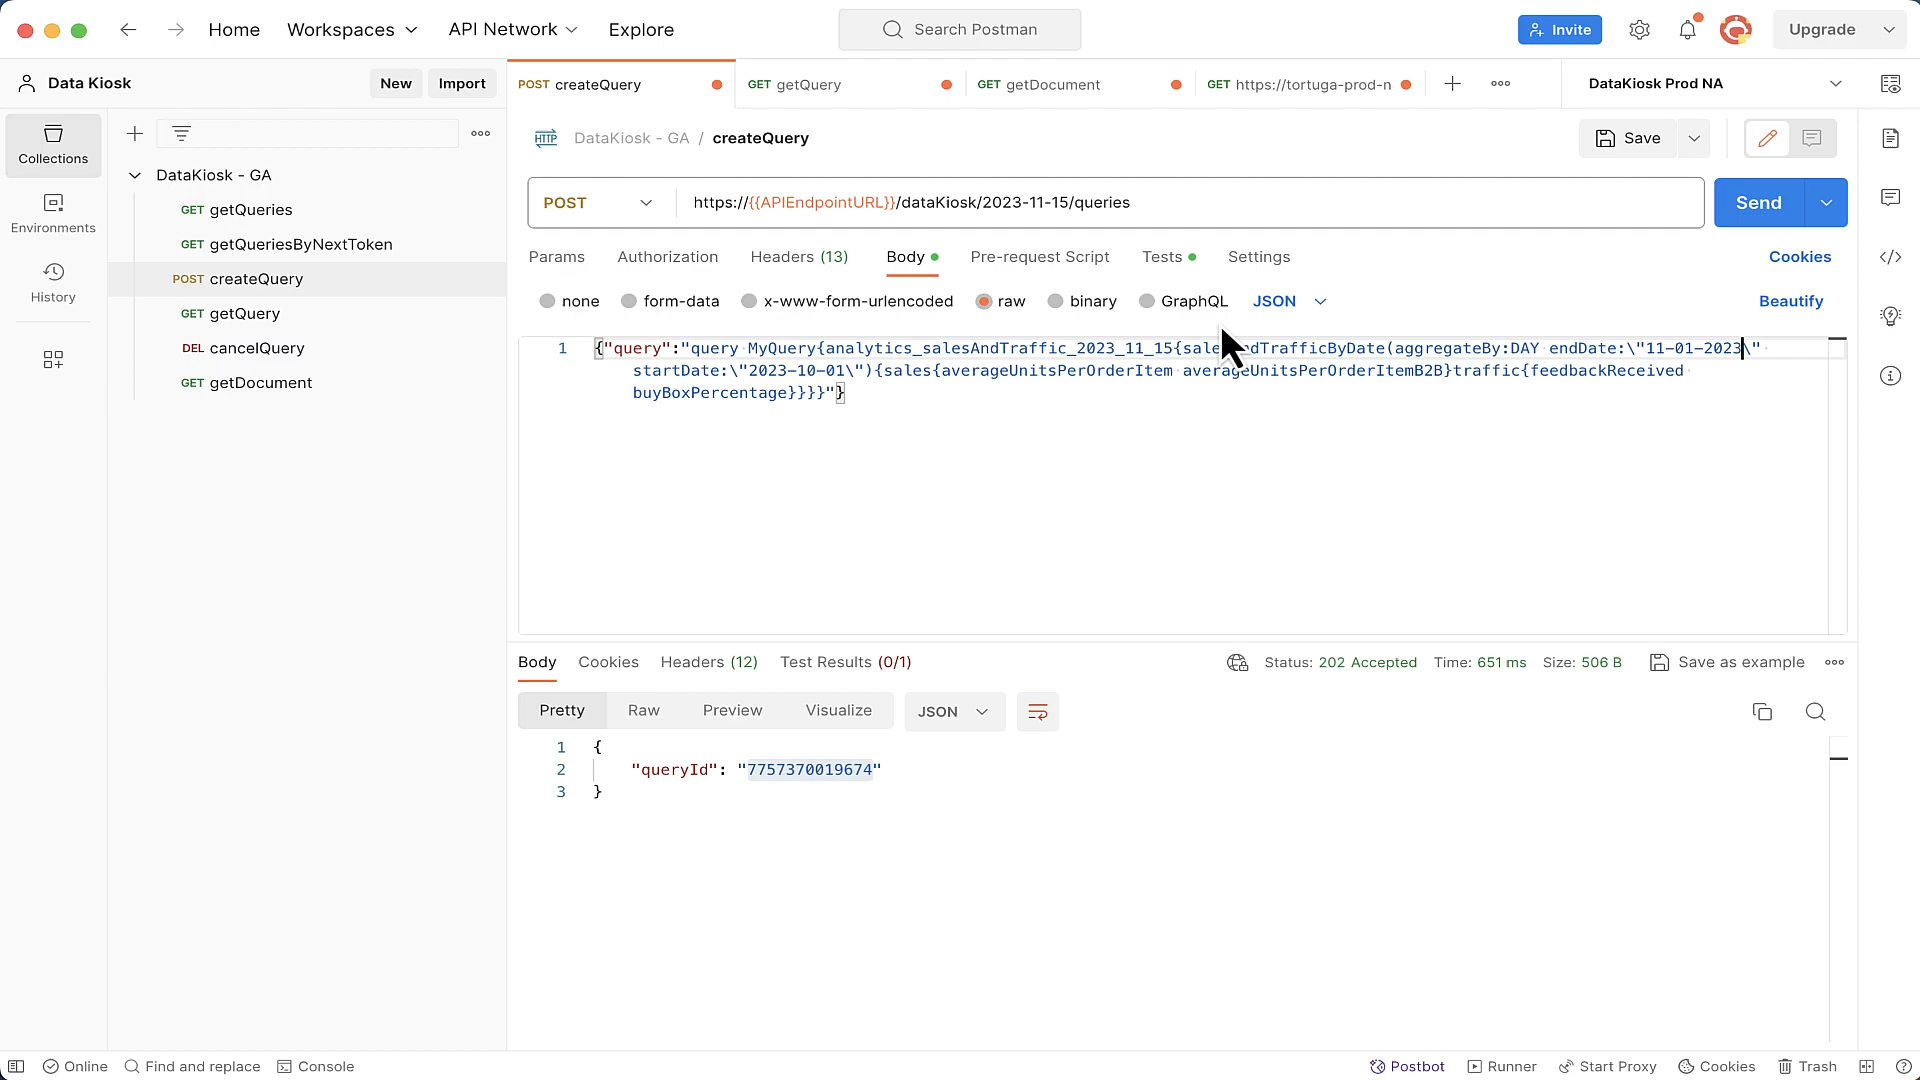 Home Workspaces API Network Explore Search Postman Invite Upgrade
Data Kiosk New Import POST createQuery GET getQuery GET getDocument GET https://tortuga-prod-n DataKiosk Prod NA
Collections
Environments
History
DataKiosk - GA
GET getQueries
GET getQueriesByNextToken
POST createQuery
GET getQuery
DEL cancelQuery
GET getDocument
HTTP DataKiosk - GA / createQuery Save
POST https://{{APIEndpointURL}}/dataKiosk/2023-11-15/queries Send
Params Authorization Headers (13) Body Pre-request Script Tests Settings Cookies
none form-data x-www-form-urlencoded raw binary GraphQL JSON Beautify
1 {"query":"query MyQuery{analytics_salesAndTraffic_2023_11_15{sale ndTrafficByDate(aggregateBy:DAY endDate:\"11-01-2023\"
startDate:\"2023-10-01\"){sales{averageUnitsPerOrderItem averageUnitsPerOrderItemB2B}traffic{feedbackReceived
buyBoxPercentage}}}}"}
Body Cookies Headers (12) Test Results (0/1) Status: 202 Accepted Time: 651 ms Size: 506 B Save as example
Pretty Raw Preview Visualize JSON
1 {
2 "queryId": "7757370019674"
3 }
Online Find and replace Console Postbot Runner Start Proxy Cookies Trash